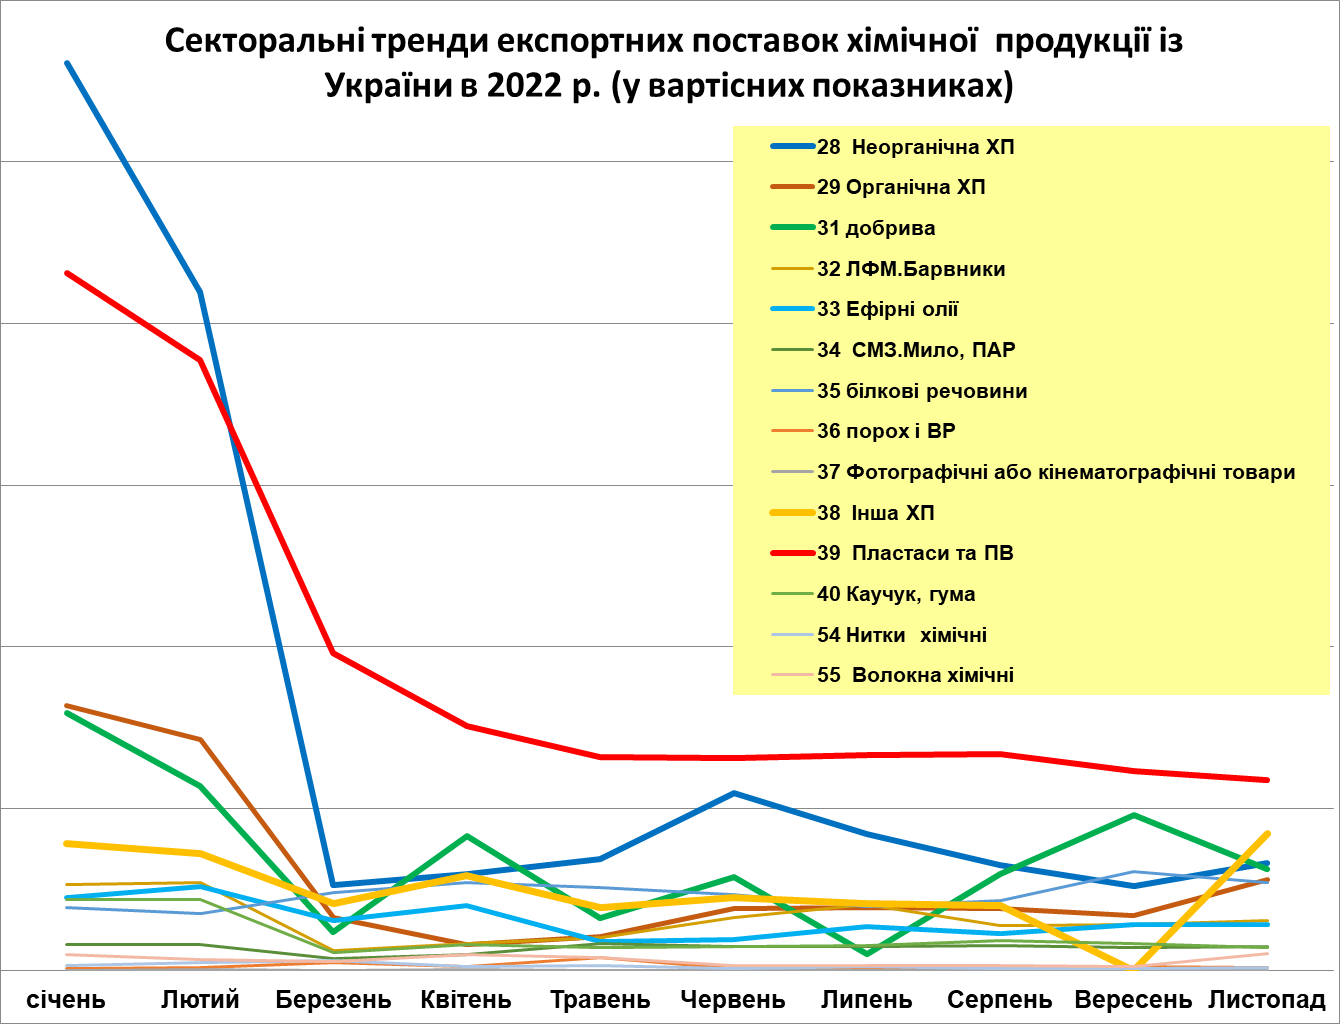 Секторальні тренди експортних поставок хімічної продукції із
України в 2022 р. (у вартісних показниках)
28 Неорганічна ХП
29 Органічна ХП
31 добрива
32 ЛФМ.Барвники
33 Ефірні олії
34 СМЗ.Мило, ПАР
35 білкові речовини
36 порох і ВР
37 Фотографічні або кінематографічні товари
38 Інша ХП
39 Пластаси та ПВ
40 Каучук, гума
54 Нитки хімічні
55 Волокна хімічні
січень Лютий Березень Квітень Травень Червень Липень Серпень Вересень Листопад